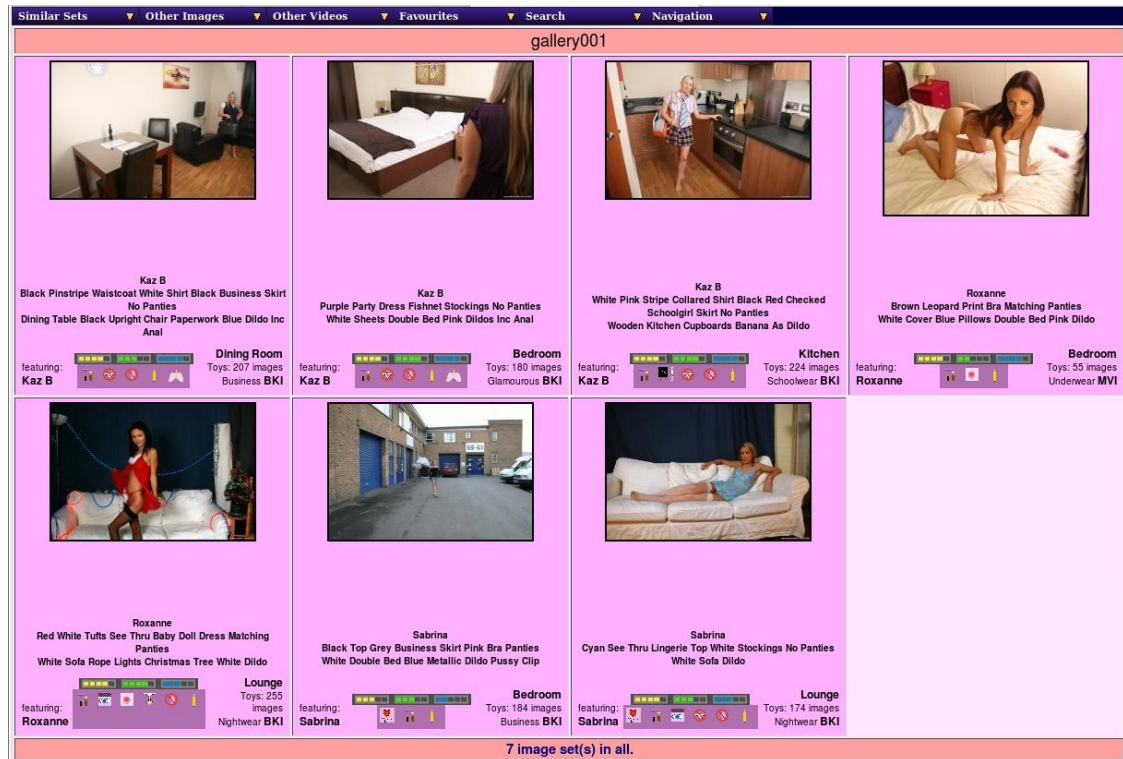 Similar Sets Other Images Other Videos Favourites Search Navigation
gallery001
Kaz B
Black Pinstripe Waistcoat White Shirt Black Business Skirt
No Panties
Dining Table Black Upright Chair Paperwork Blue Dildo Inc
Anal
featuring:
Kaz B
Dining Room
Toys: 207 images
Business BKI
Kaz B
Purple Party Dress Fishnet Stockings No Panties
White Sheets Double Bed Pink Dildos Inc Anal
featuring:
Kaz B
Bedroom
Toys: 180 images
Glamourous BKI
Kaz B
White Pink Stripe Collared Shirt Black Red Checked
Schoolgirl Skirt No Panties
Wooden Kitchen Cupboards Banana As Dildo
featuring:
Kaz B
Kitchen
Toys: 224 images
Schoolwear BKI
Roxanne
Brown Leopard Print Bra Matching Panties
White Cover Blue Pillows Double Bed Pink Dildo
featuring:
Roxanne
Bedroom
Toys: 55 images
Underwear MVI
Roxanne
Red White Tufts See Thru Baby Doll Dress Matching
Panties
White Sofa Rope Lights Christmas Tree White Dildo
featuring:
Roxanne
Lounge
Toys: 255
images
Nightwear BKI
Sabrina
Black Top Grey Business Skirt Pink Bra Panties
White Double Bed Blue Metallic Dildo Pussy Clip
featuring:
Sabrina
Bedroom
Toys: 184 images
Business BKI
Sabrina
Cyan See Thru Lingerie Top White Stockings No Panties
White Sofa Dildo
featuring:
Sabrina
Lounge
Toys: 174 images
Nightwear BKI
7 image set(s) in all.